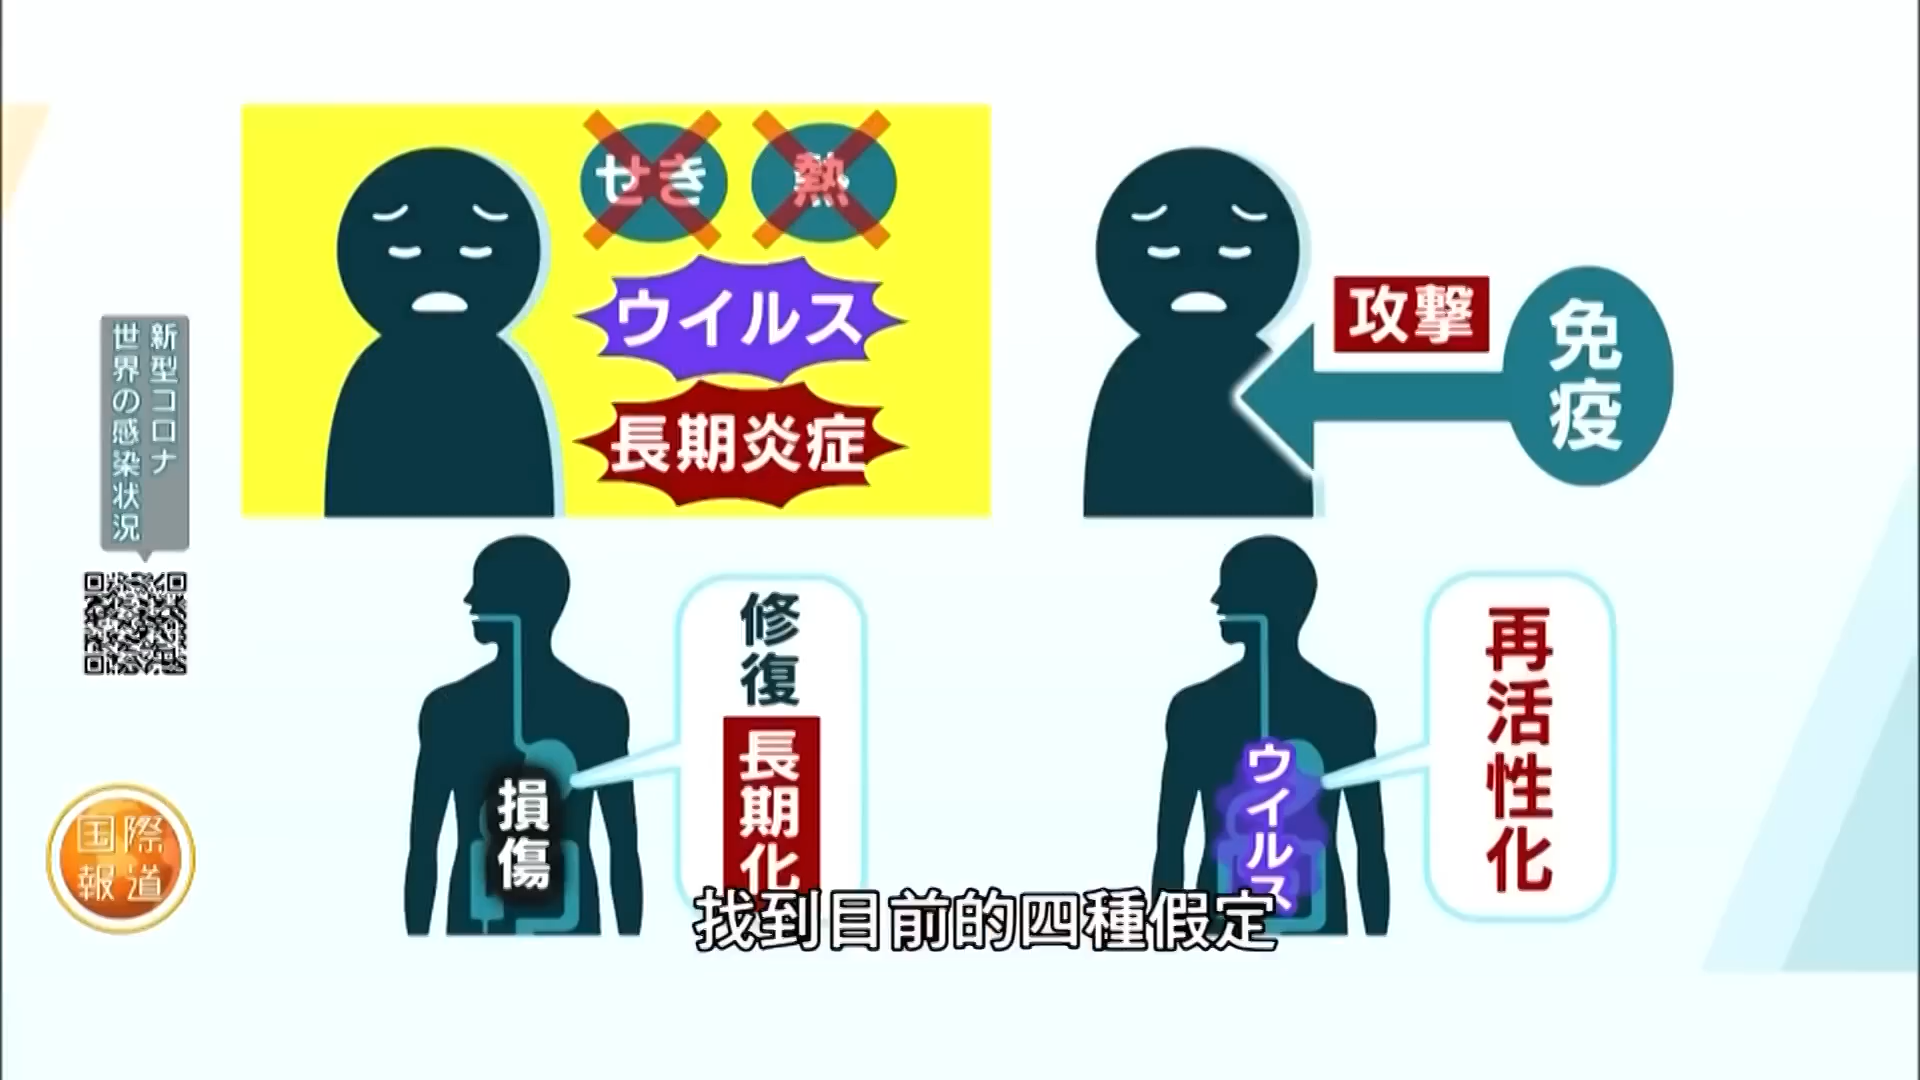 新型コロナ
世界の感染状況
国際
報道
せき
熱
ウイルス
長期炎症
攻撃
免疫
損傷
修復
長期化
ウイルス
再活性化
找到目前的四種假定